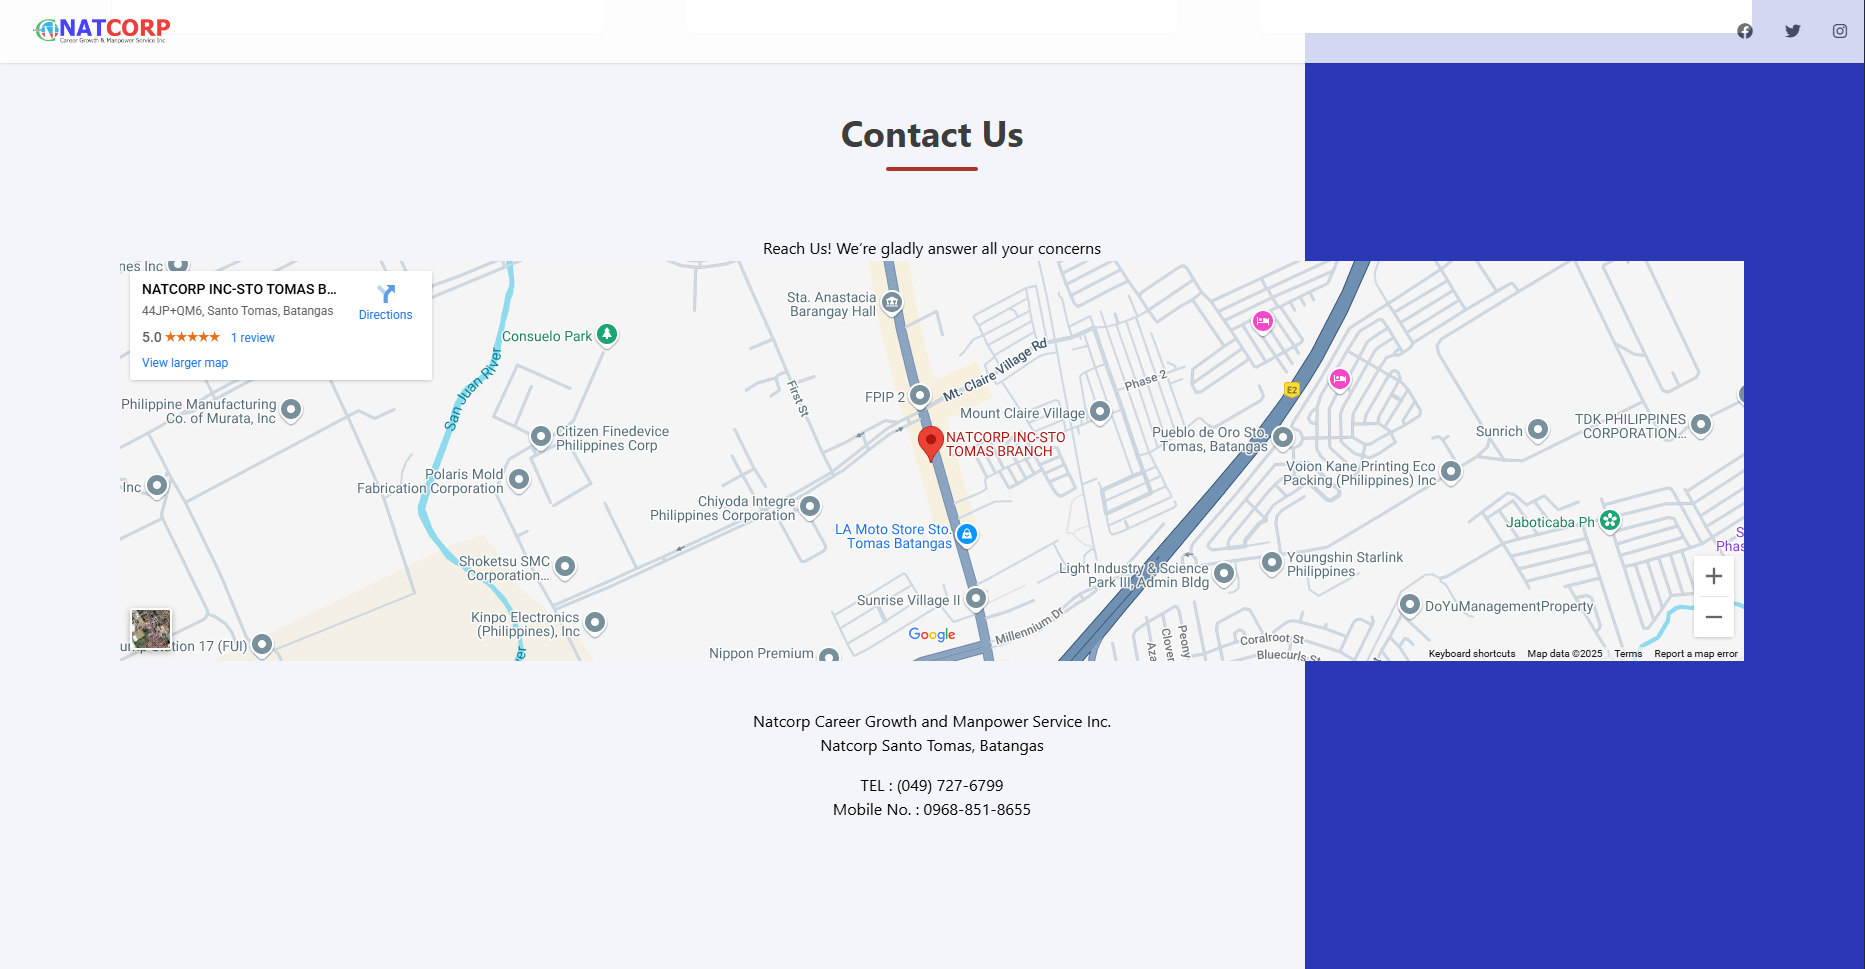 NATCORP
Career Growth & Manpower Service Inc
Contact Us
Reach Us! We're gladly answer all your concerns
nes Inc
NATCORP INC-STO TOMAS B...
44JP+QM6, Santo Tomas, Batangas
Directions
5.0
1 review
View larger map
Sta. Anastacia
Barangay Hall
Consuelo Park
San Juan River
First St
Mt. Claire Village Rd
Phase 2
E2
FPIP 2
Mount Claire Village
Philippine Manufacturing
Co. of Murata, Inc
Citizen Finedevice
Philippines Corp
NATCORP INC-STO
TOMAS BRANCH
Pueblo de Oro Sto.
Tomas, Batangas
Sunrich
TDK PHILIPPINES
CORPORATION...
Voion Kane Printing Eco
Packing (Philippines) Inc
Polaris Mold
Fabrication Corporation
Inc
Chiyoda Integre
Philippines Corporation
LA Moto Store Sto.
Tomas Batangas
Jaboticaba Ph
S
Phas
Shoketsu SMC
Corporation...
Light Industry & Science
Park III, Admin Bldg
Youngshin Starlink
Philippines
Sunrise Village II
DoYuManagementProperty
Kinpo Electronics
(Philippines), Inc
Millennium Dr
Google
ump Station 17 (FUI)
ver
Nippon Premium
Aza
Clover
Peony
Coralroot St
Bluecurls St
Keyboard shortcuts
Map data ©2025
Terms
Report a map error
Natcorp Career Growth and Manpower Service Inc.
Natcorp Santo Tomas, Batangas
TEL : (049) 727-6799
Mobile No. : 0968-851-8655